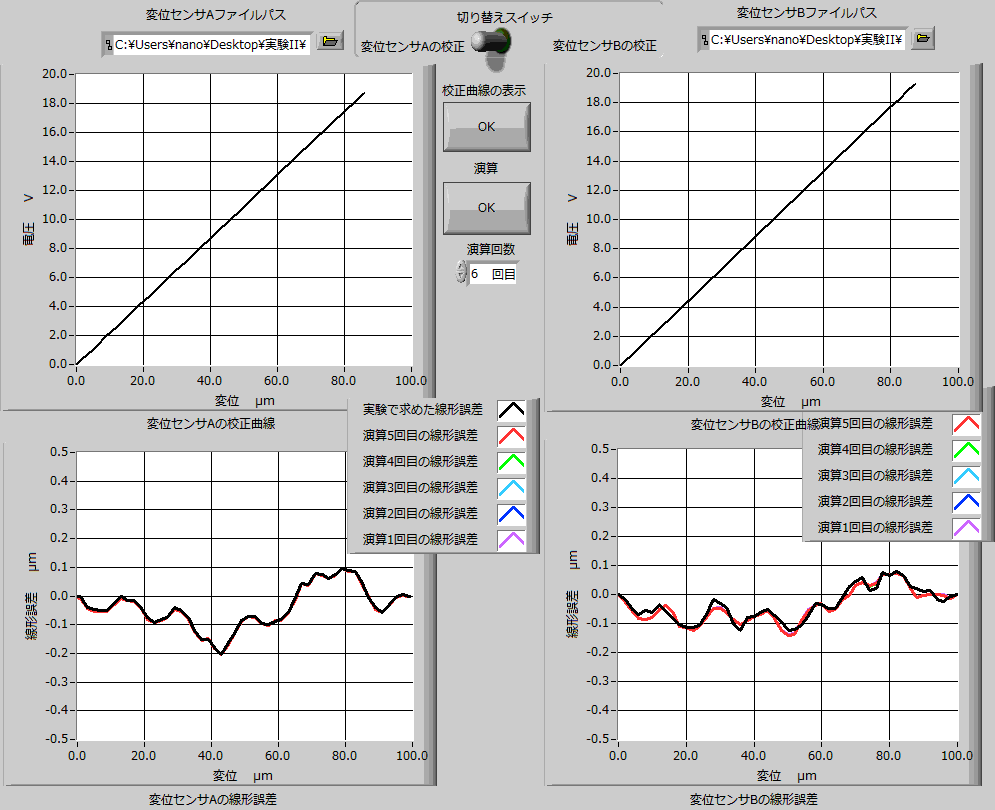 変位センサAファイルパス
C:¥Users¥nano¥Desktop¥実験II¥
切り替えスイッチ
変位センサAの校正
変位センサBの校正
変位センサBファイルパス
C:¥Users¥nano¥Desktop¥実験II¥
校正曲線の表示
OK
演算
OK
演算回数
6 回目
20.0
18.0
16.0
14.0
12.0
10.0
8.0
6.0
4.0
2.0
0.0
電圧 V
0.0 20.0 40.0 60.0 80.0 100.0
変位 μm
変位センサAの校正曲線
20.0
18.0
16.0
14.0
12.0
10.0
8.0
6.0
4.0
2.0
0.0
電圧 V
0.0 20.0 40.0 60.0 80.0 100.0
変位 μm
変位センサBの校正曲線
実験で求めた線形誤差
演算5回目の線形誤差
演算4回目の線形誤差
演算3回目の線形誤差
演算2回目の線形誤差
演算1回目の線形誤差
0.5
0.4
0.3
0.2
0.1
0.0
-0.1
-0.2
-0.3
-0.4
-0.5
線形誤差 μm
0.0 20.0 40.0 60.0 80.0 100.0
変位 μm
変位センサAの線形誤差
演算5回目の線形誤差
演算4回目の線形誤差
演算3回目の線形誤差
演算2回目の線形誤差
演算1回目の線形誤差
0.5
0.4
0.3
0.2
0.1
0.0
-0.1
-0.2
-0.3
-0.4
-0.5
線形誤差 μm
0.0 20.0 40.0 60.0 80.0 100.0
変位 μm
変位センサBの線形誤差